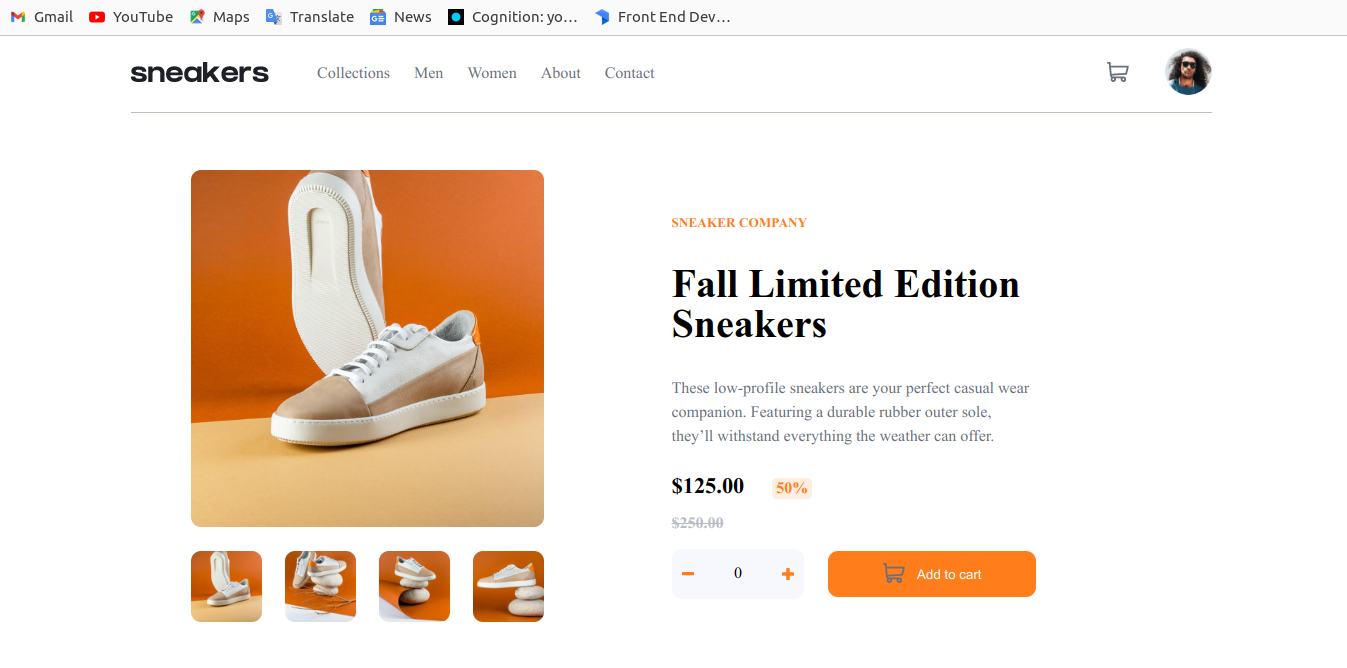 Gmail YouTube Maps Translate News Cognition: yo… Front End Dev…
sneakers Collections Men Women About Contact
SNEAKER COMPANY
Fall Limited Edition
Sneakers
These low-profile sneakers are your perfect casual wear
companion. Featuring a durable rubber outer sole,
they’ll withstand everything the weather can offer.
$125.00 50%
$250.00
0 Add to cart